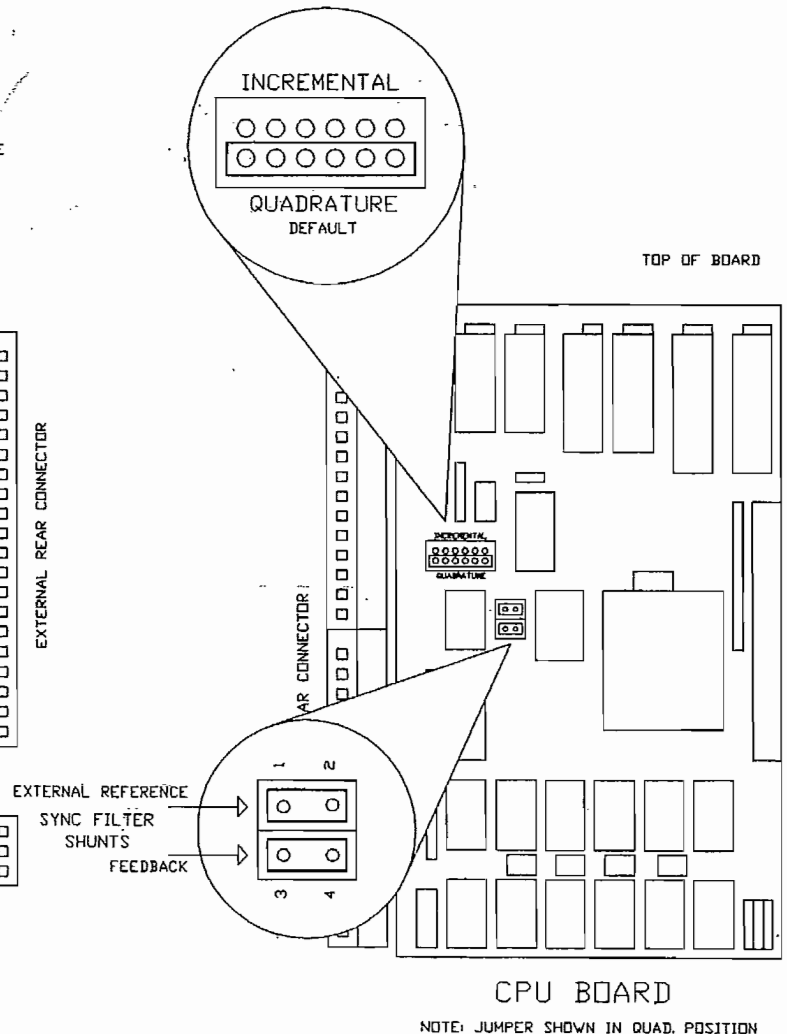 INCREMENTAL
QUADRATURE
DEFAULT
TOP OF BOARD
E
EXTERNAL REAR CONNECTOR
INCREMENTAL
QUADRATURE
AR CONNECTOR
1 2
EXTERNAL REFERENCE
SYNC FILTER
SHUNTS
FEEDBACK
3 4
CPU BOARD
NOTE: JUMPER SHOWN IN QUAD. POSITION